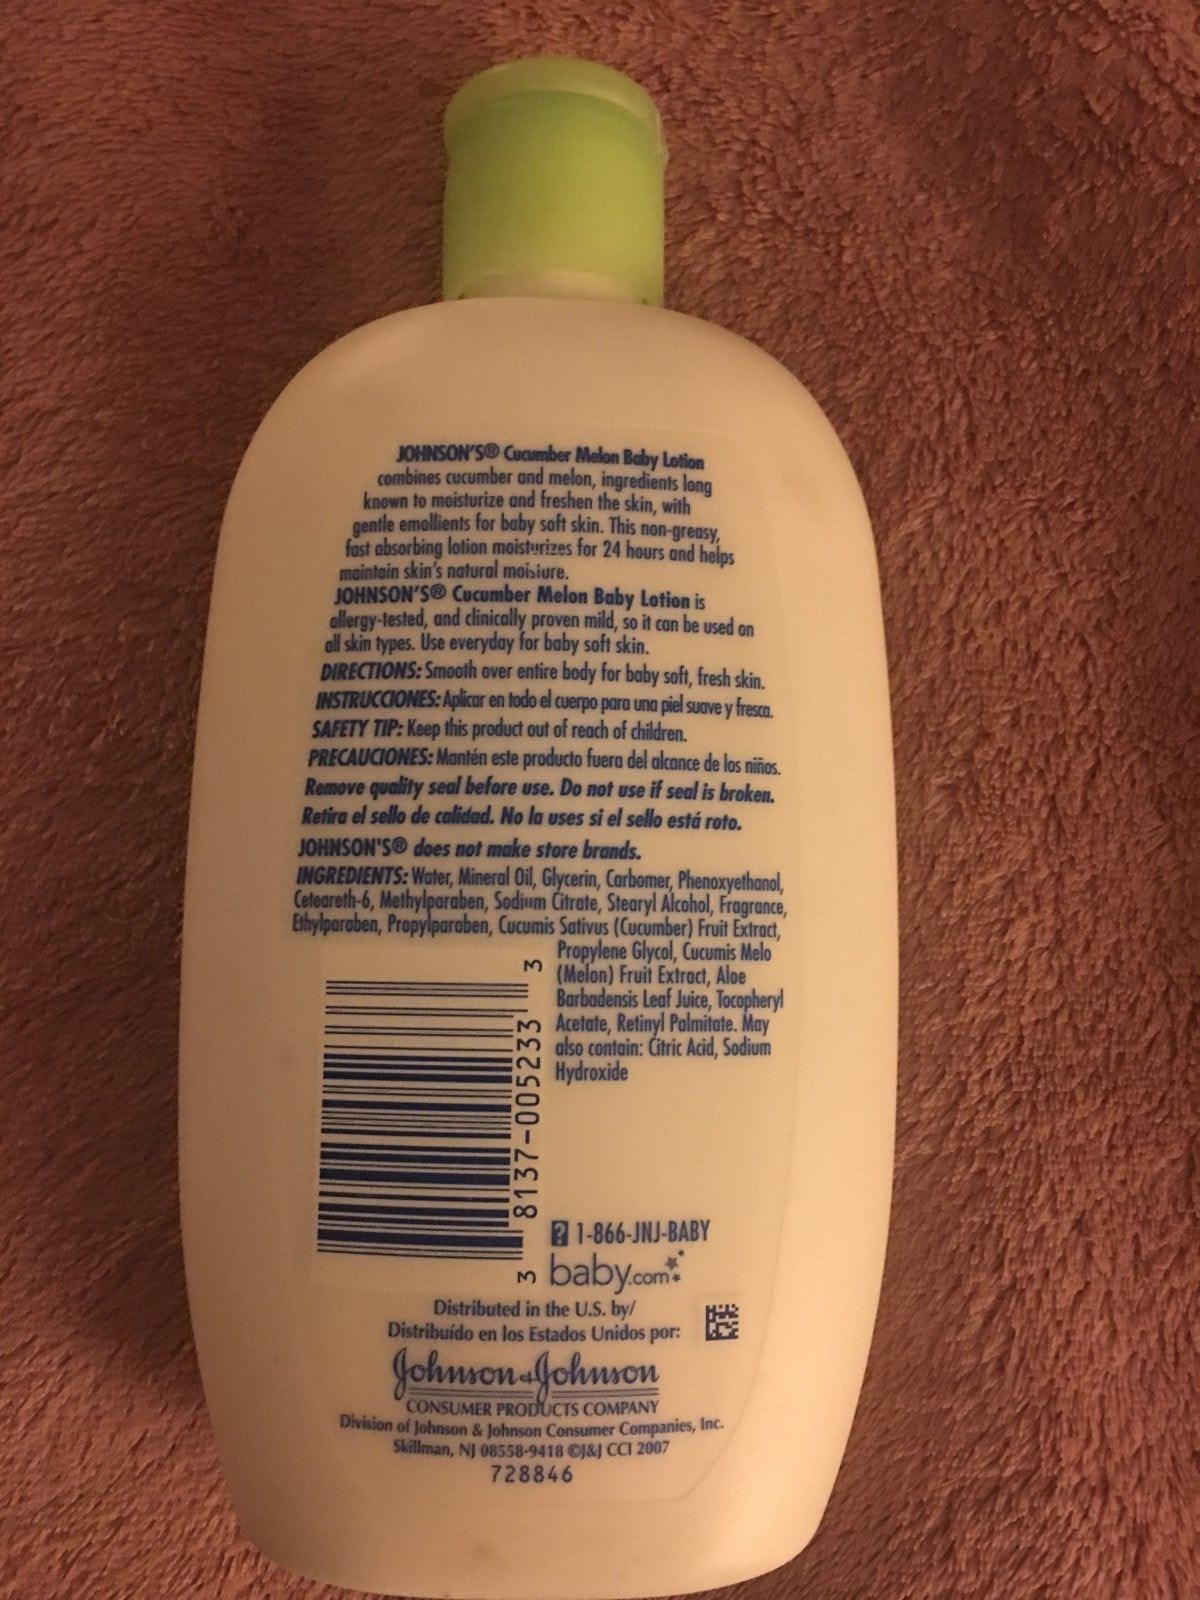 JOHNSON'S® Cucumber Melon Baby Lotion
combines cucumber and melon, ingredients long
known to moisturize and freshen the skin, with
gentle emollients for baby soft skin. This non-greasy,
fast absorbing lotion moisturizes for 24 hours and helps
maintain skin's natural moisture.
JOHNSON'S® Cucumber Melon Baby Lotion is
allergy-tested, and clinically proven mild, so it can be used on
all skin types. Use everyday for baby soft skin.
DIRECTIONS: Smooth over entire body for baby soft, fresh skin.
INSTRUCCIONES: Aplicar en todo el cuerpo para una piel suave y fresca.
SAFETY TIP: Keep this product out of reach of children.
PRECAUCIONES: Mantén este producto fuera del alcance de los niños.
Remove quality seal before use. Do not use if seal is broken.
Retira el sello de calidad. No la uses si el sello está roto.
JOHNSON'S® does not make store brands.
INGREDIENTS: Water, Mineral Oil, Glycerin, Carbomer, Phenoxyethanol,
Ceteareth-6, Methylparaben, Sodium Citrate, Stearyl Alcohol, Fragrance,
Ethylparaben, Propylparaben, Cucumis Sativus (Cucumber) Fruit Extract,
Propylene Glycol, Cucumis Melo
(Melon) Fruit Extract, Aloe
Barbadensis Leaf Juice, Tocopheryl
Acetate, Retinyl Palmitate. May
also contain: Citric Acid, Sodium
Hydroxide
3 8137-005233 3
? 1-866-JNJ-BABY
baby.com
Distributed in the U.S. by/
Distribuído en los Estados Unidos por:
Johnson & Johnson
CONSUMER PRODUCTS COMPANY
Division of Johnson & Johnson Consumer Companies, Inc.
Skillman, NJ 08558-9418 ©J&J CCI 2007
728846